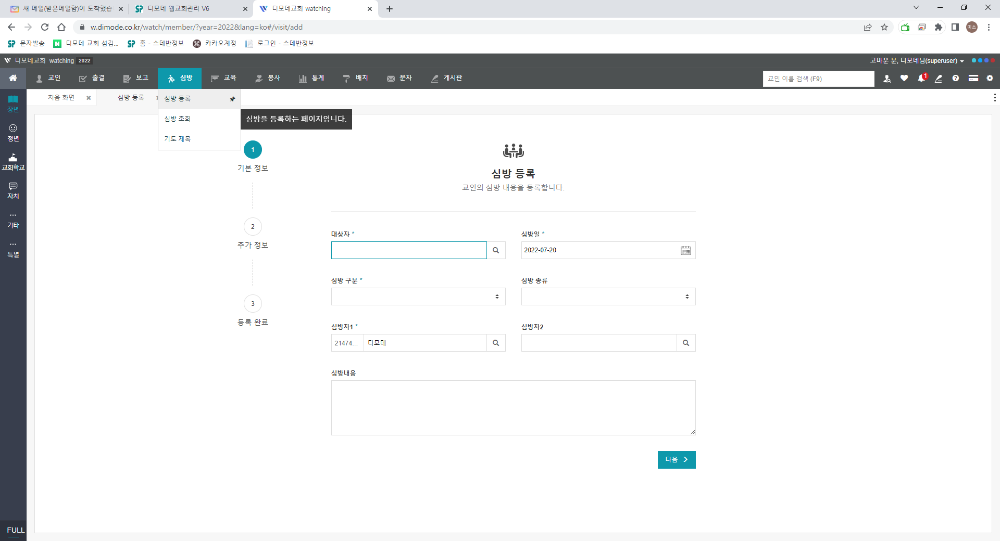 새 메일(받은메일함)이 도착했습
디모데 웹교회관리 V6
디모데교회 watching
w.dimode.co.kr/watch/member/?year=2022&lang=ko#/visit/add
미소
문자발송
디모데 교회 섬김...
홈 - 스데반정보
카카오계정
로그인 - 스데반정보
디모데교회 watching 2022
고마운 분, 디모데님(superuser)
교인
출결
보고
심방
교육
봉사
통계
배치
문자
게시판
교인 이름 검색 (F9)
1
처음 화면
심방 등록
심방 등록
심방 조회
기도 제목
심방을 등록하는 페이지입니다.
장년
청년
교회학교
자치
기타
특별
FULL
1
기본 정보
2
추가 정보
3
등록 완료
심방 등록
교인의 심방 내용을 등록합니다.
대상자 *
심방일 *
2022-07-20
심방 구분 *
심방 종류
심방자1 *
심방자2
21474... 디모데
심방내용
다음